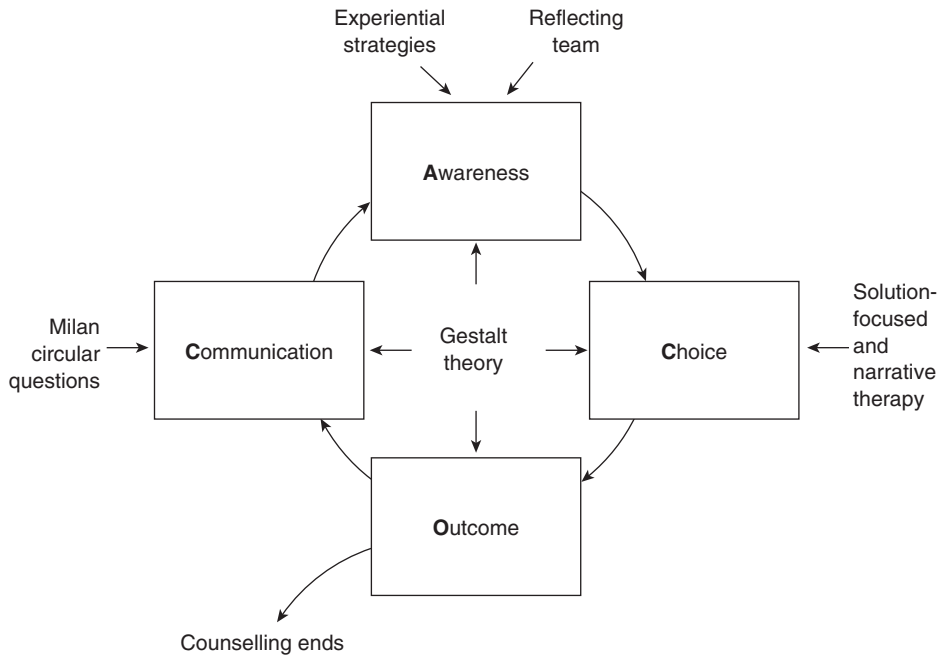 Experiential
strategies
Reflecting
team
Awareness
Milan
circular
questions
Communication
Gestalt
theory
Choice
Solution-
focused
and
narrative
therapy
Outcome
Counselling ends